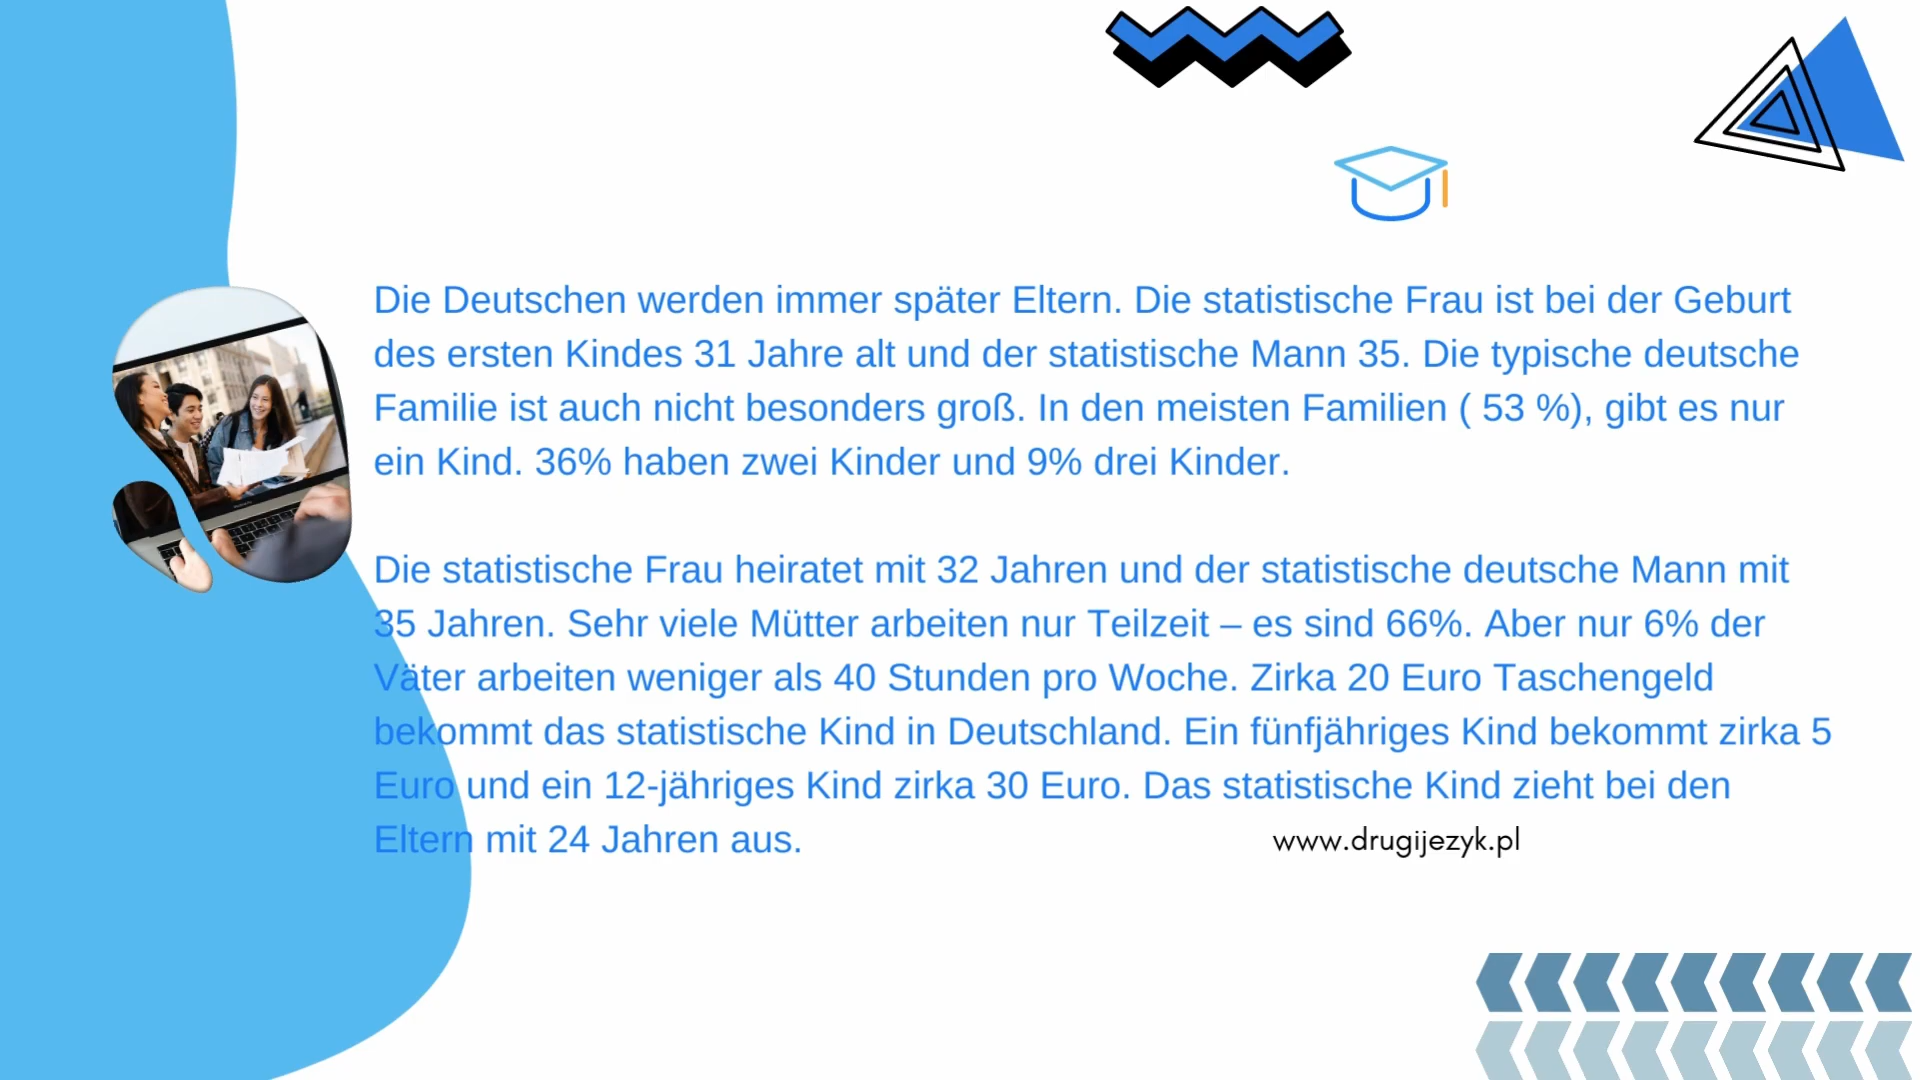 Die Deutschen werden immer später Eltern. Die statistische Frau ist bei der Geburt
des ersten Kindes 31 Jahre alt und der statistische Mann 35. Die typische deutsche
Familie ist auch nicht besonders groß. In den meisten Familien ( 53 %), gibt es nur
ein Kind. 36% haben zwei Kinder und 9% drei Kinder.
Die statistische Frau heiratet mit 32 Jahren und der statistische deutsche Mann mit
35 Jahren. Sehr viele Mütter arbeiten nur Teilzeit – es sind 66%. Aber nur 6% der
Väter arbeiten weniger als 40 Stunden pro Woche. Zirka 20 Euro Taschengeld
bekommt das statistische Kind in Deutschland. Ein fünfjähriges Kind bekommt zirka 5
Euro und ein 12-jähriges Kind zirka 30 Euro. Das statistische Kind zieht bei den
Eltern mit 24 Jahren aus.
www.drugijezyk.pl